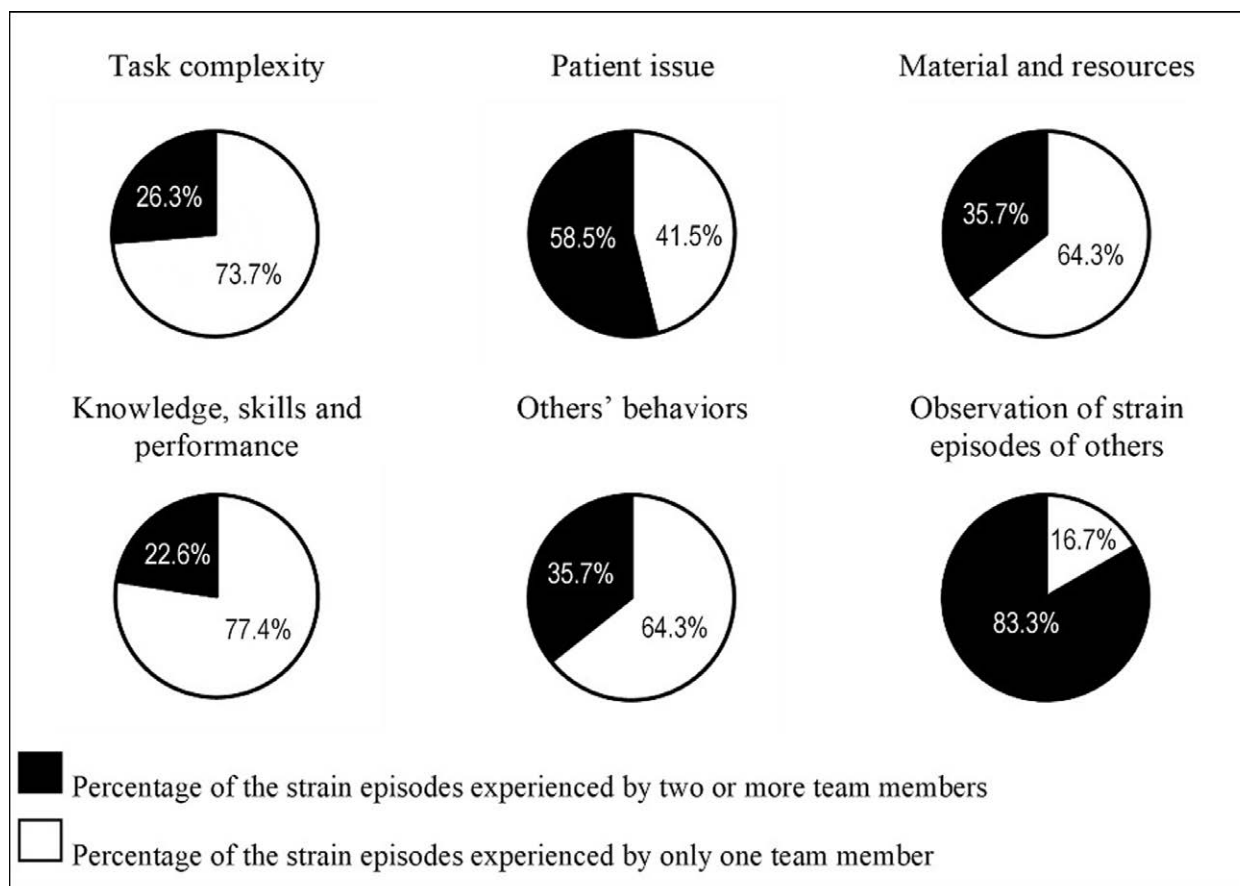 Task complexity
Patient issue
Material and resources
26.3%
73.7%
58.5%
41.5%
35.7%
64.3%
Knowledge, skills and
performance
Others’ behaviors
Observation of strain
episodes of others
22.6%
77.4%
35.7%
64.3%
16.7%
83.3%
Percentage of the strain episodes experienced by two or more team members
Percentage of the strain episodes experienced by only one team member